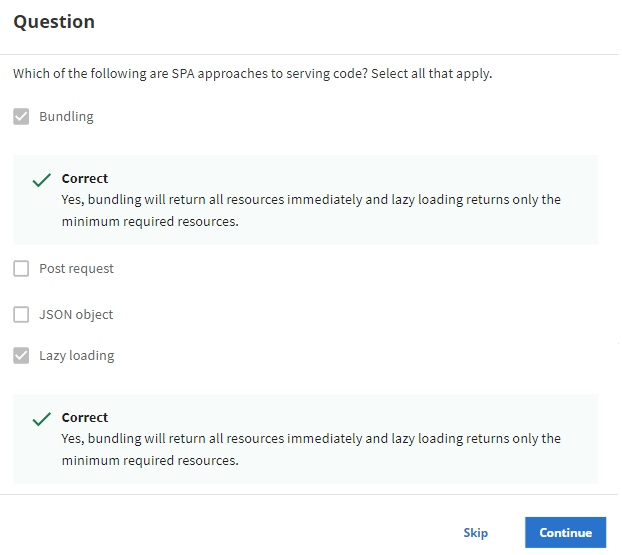 Question
Which of the following are SPA approaches to serving code? Select all that apply.
Bundling
Correct
Yes, bundling will return all resources immediately and lazy loading returns only the
minimum required resources.
Post request
JSON object
Lazy loading
Correct
Yes, bundling will return all resources immediately and lazy loading returns only the
minimum required resources.
Skip
Continue